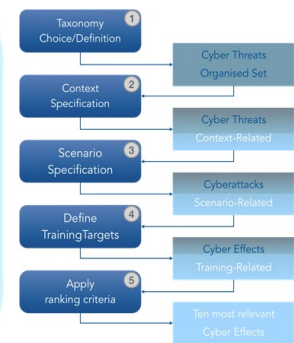 1
Taxonomy
Choice/Definition
Cyber Threats
Organised Set
2
Context
Specification
Cyber Threats
Context-Related
3
Scenario
Specification
Cyberattacks
Scenario-Related
4
Define
TrainingTargets
Cyber Effects
Training-Related
5
Apply
ranking criteria
Ten most relevant
Cyber Effects